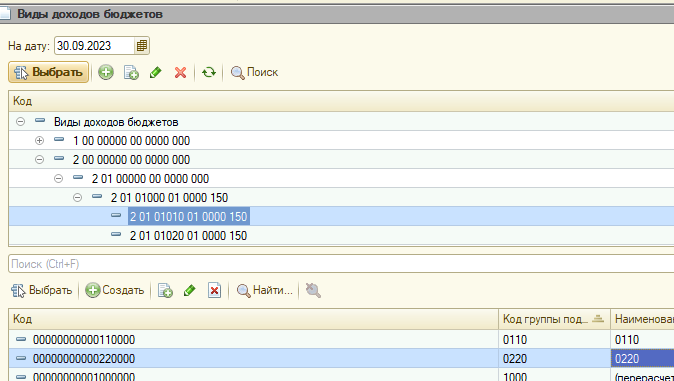 Виды доходов бюджетов
На дату: 30.09.2023
Выбрать Поиск
Код
Виды доходов бюджетов
1 00 00000 00 0000 000
2 00 00000 00 0000 000
2 01 00000 00 0000 000
2 01 01000 01 0000 150
2 01 01010 01 0000 150
2 01 01020 01 0000 150
Поиск (Ctrl+F)
Выбрать Создать Найти...
Код Код группы под... Наименова
00000000000110000 0110 0110
00000000000220000 0220 0220
00000000001000000 1000 (перерасчет